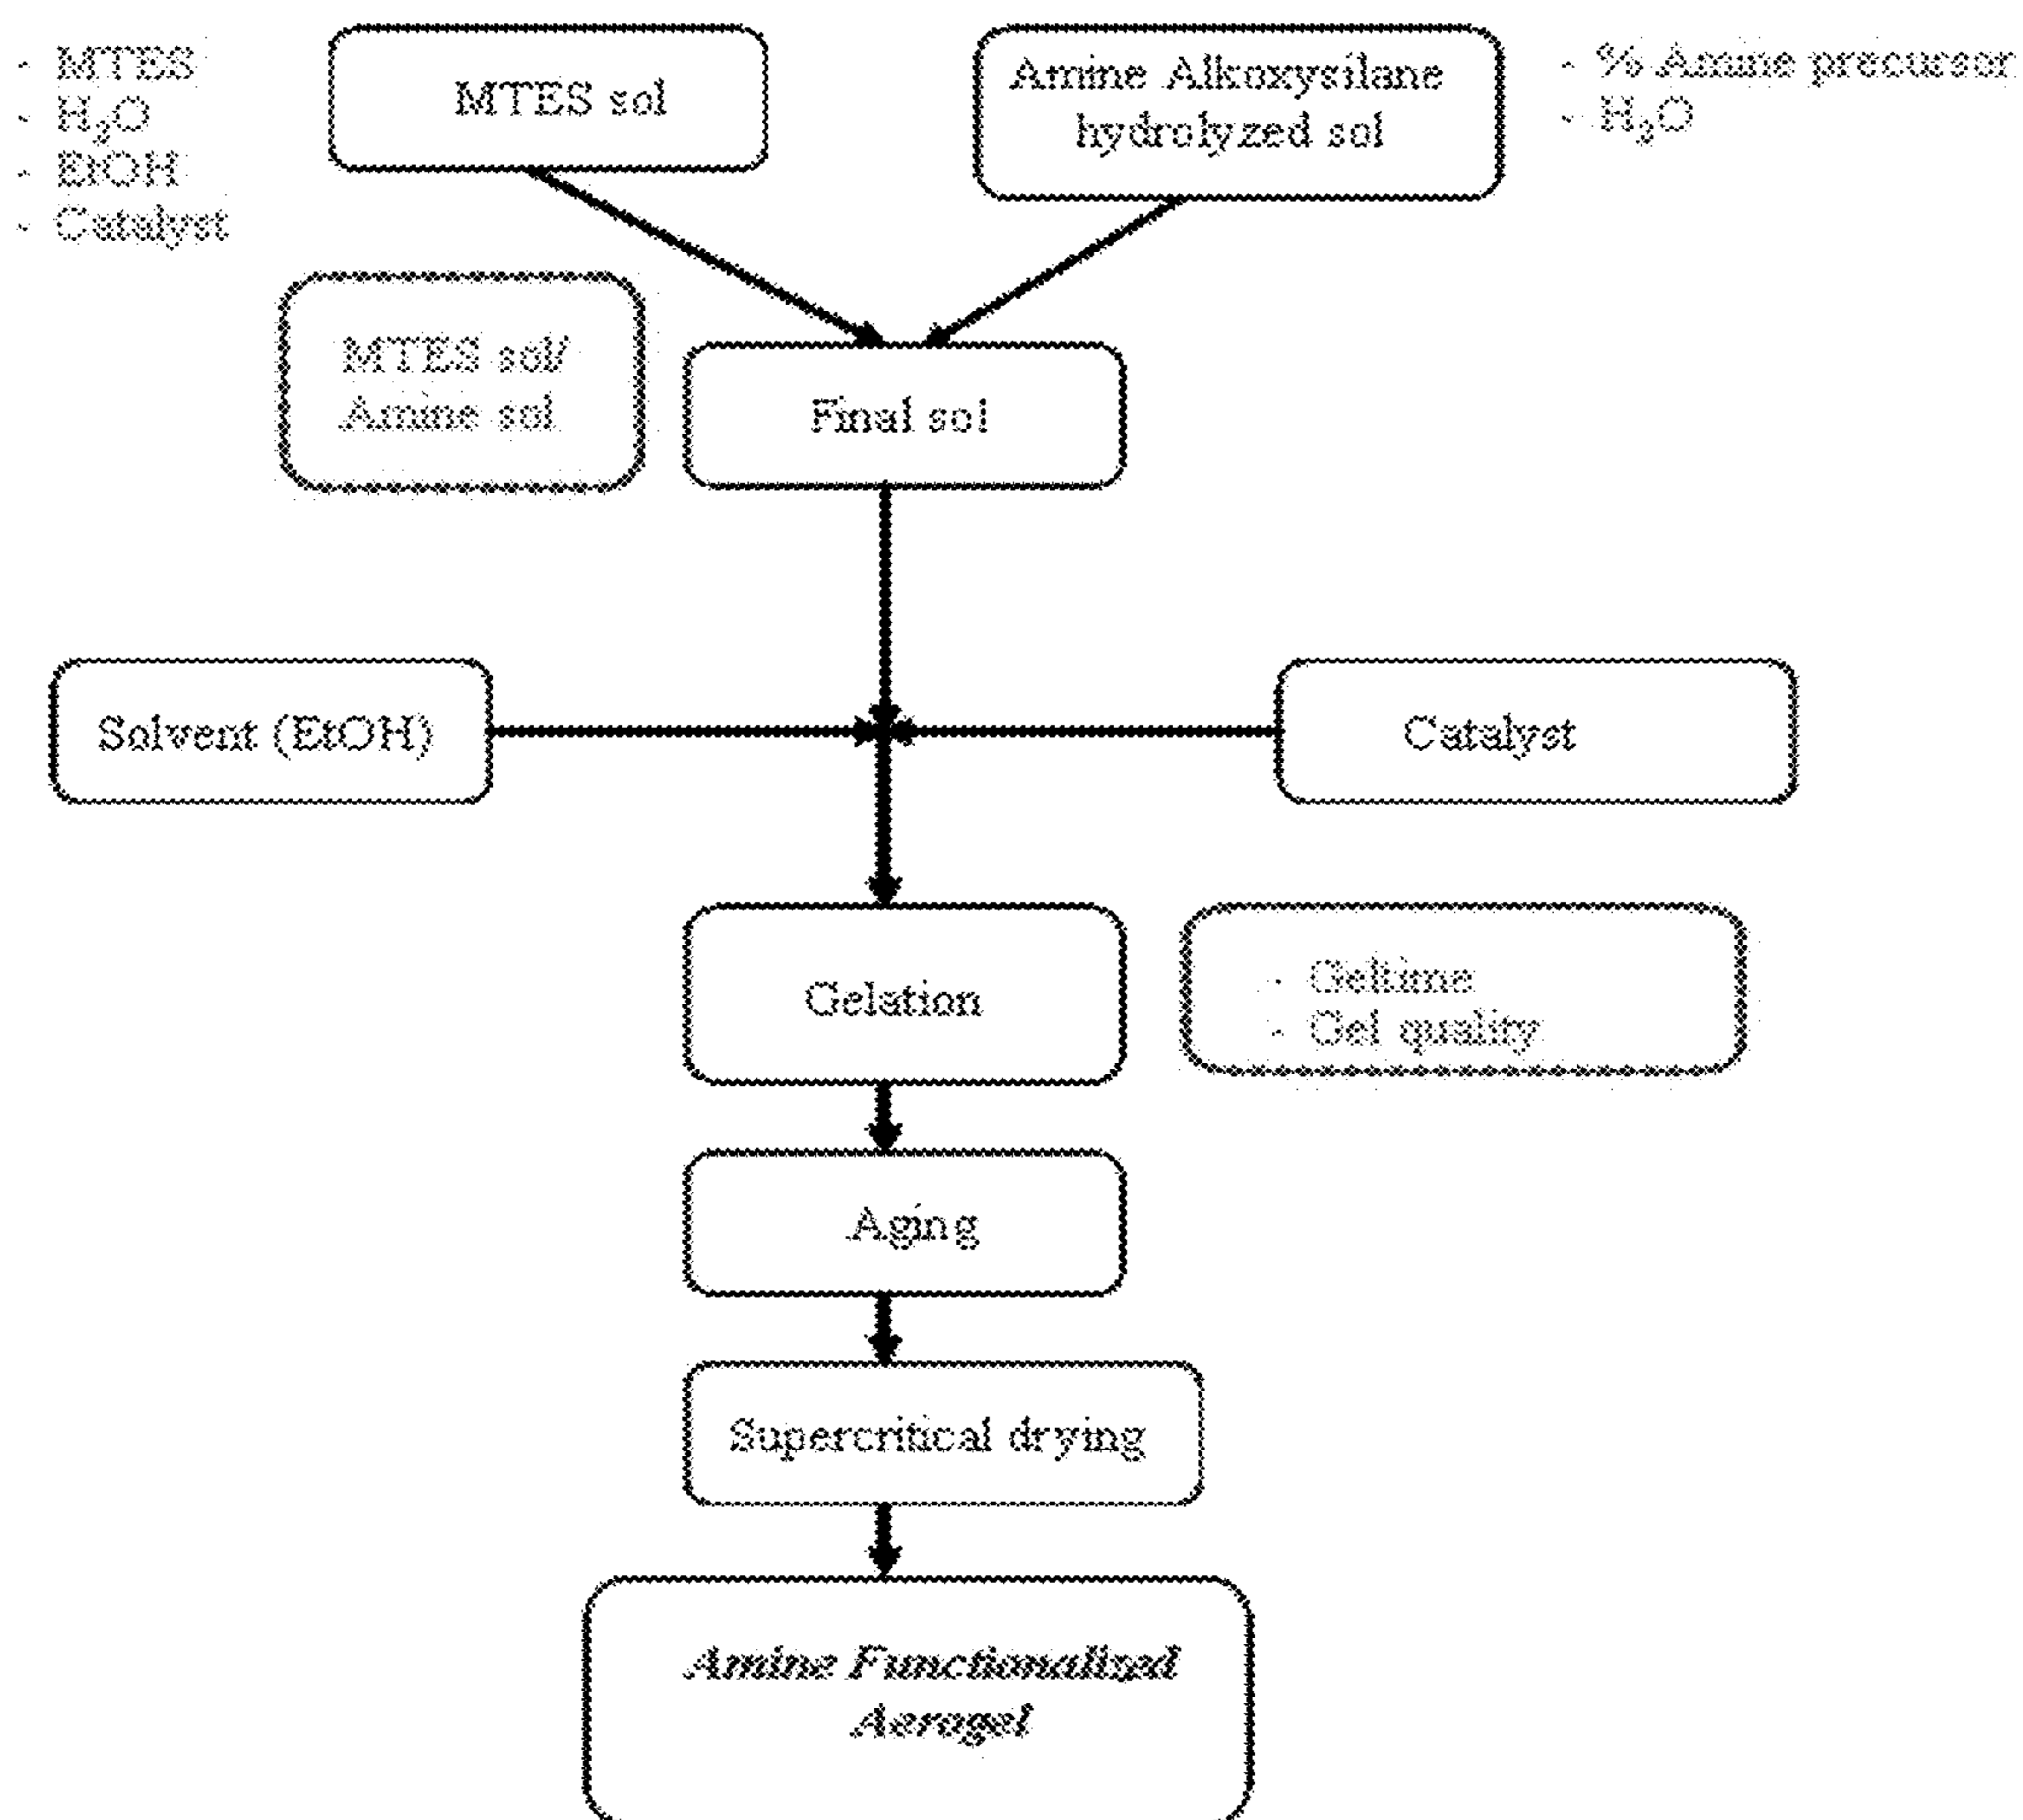 - MTES
- H₂O
- EtOH
- Catalyst
MTES sol
Amine Alkoxysilane
hydrolyzed sol
- % Amine precursor
- H₂O
MTES sol/
Amine sol
Final sol
Solvent (EtOH)
Catalyst
Gelation
- Geltime
- Gel quality
Aging
Supercritical drying
Amine Functionalized
Aerogel